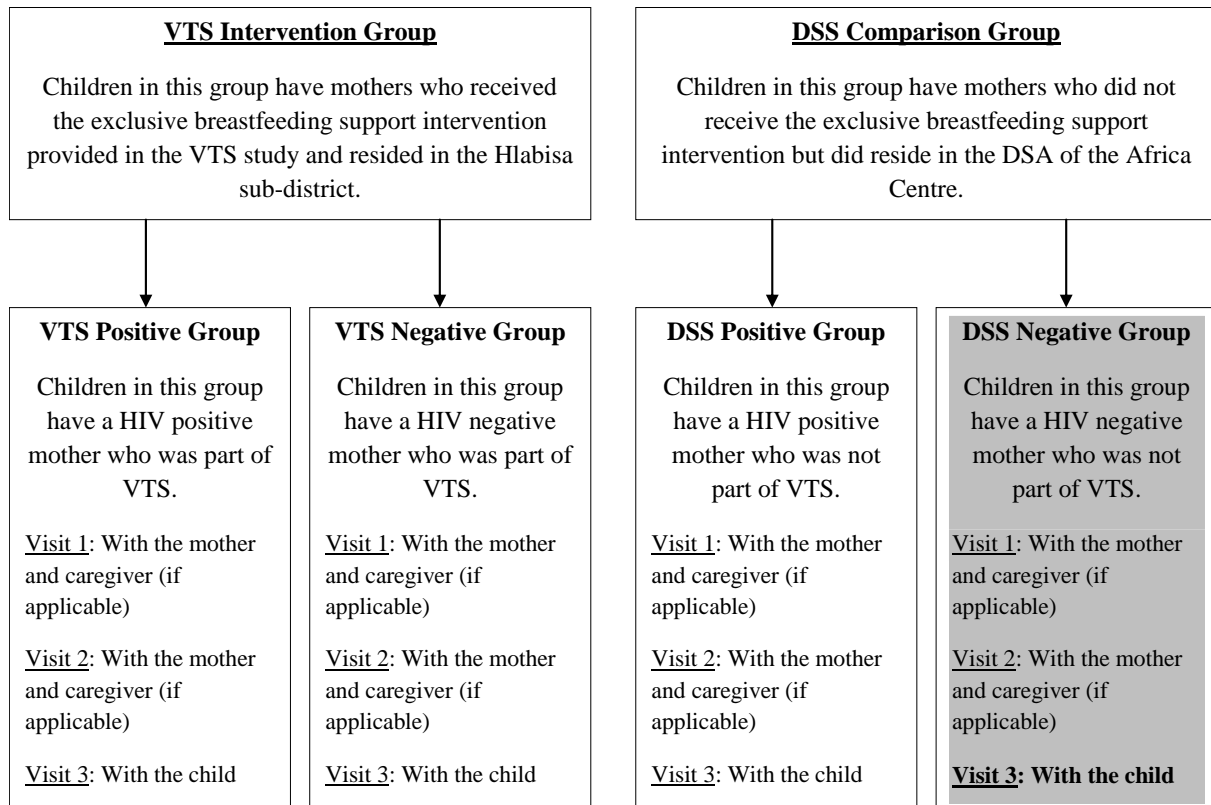 VTS Intervention Group
Children in this group have mothers who received
the exclusive breastfeeding support intervention
provided in the VTS study and resided in the Hlabisa
sub-district.
DSS Comparison Group
Children in this group have mothers who did not
receive the exclusive breastfeeding support
intervention but did reside in the DSA of the Africa
Centre.
VTS Positive Group
Children in this group
have a HIV positive
mother who was part of
VTS.
Visit 1: With the mother
and caregiver (if
applicable)
Visit 2: With the mother
and caregiver (if
applicable)
Visit 3: With the child
VTS Negative Group
Children in this group
have a HIV negative
mother who was part of
VTS.
Visit 1: With the mother
and caregiver (if
applicable)
Visit 2: With the mother
and caregiver (if
applicable)
Visit 3: With the child
DSS Positive Group
Children in this group
have a HIV positive
mother who was not
part of VTS.
Visit 1: With the mother
and caregiver (if
applicable)
Visit 2: With the mother
and caregiver (if
applicable)
Visit 3: With the child
DSS Negative Group
Children in this group
have a HIV negative
mother who was not
part of VTS.
Visit 1: With the mother
and caregiver (if
applicable)
Visit 2: With the mother
and caregiver (if
applicable)
Visit 3: With the child